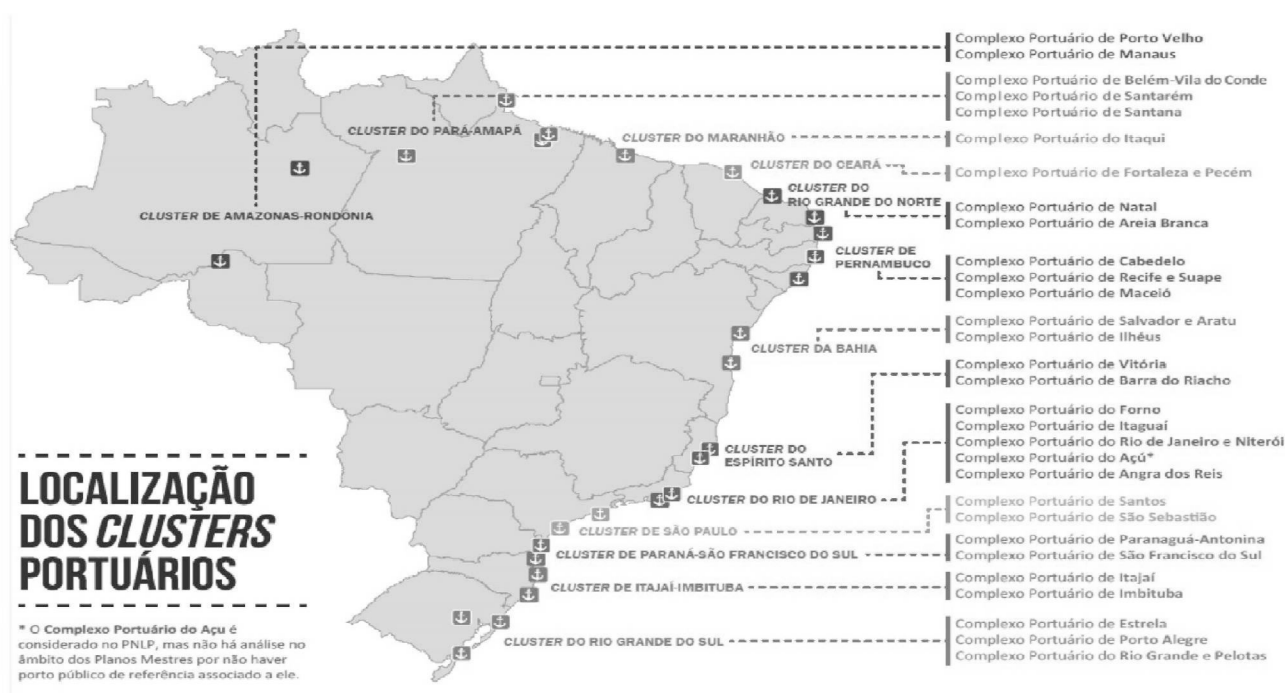 Complexo Portuário de Porto Velho
Complexo Portuário de Manaus
Complexo Portuário de Belém-Vila do Conde
Complexo Portuário de Santarém
Complexo Portuário de Santana
CLUSTER DO PARÁ-AMAPÁ
CLUSTER DO MARANHÃO
Complexo Portuário do Itaqui
CLUSTER DO CEARÁ
Complexo Portuário de Fortaleza e Pecém
CLUSTER DO
RIO GRANDE DO NORTE
CLUSTER DE AMAZONAS-RONDÔNIA
Complexo Portuário de Natal
Complexo Portuário de Areia Branca
CLUSTER DE
PERNAMBUCO
Complexo Portuário de Cabedelo
Complexo Portuário de Recife e Suape
Complexo Portuário de Maceió
Complexo Portuário de Salvador e Aratu
Complexo Portuário de Ilhéus
CLUSTER DA BAHIA
Complexo Portuário de Vitória
Complexo Portuário de Barra do Riacho
CLUSTER DO
ESPÍRITO SANTO
Complexo Portuário do Forno
Complexo Portuário de Itaguaí
Complexo Portuário do Rio de Janeiro e Niterói
Complexo Portuário do Açú*
Complexo Portuário de Angra dos Reis
CLUSTER DO RIO DE JANEIRO
Complexo Portuário de Santos
Complexo Portuário de São Sebastião
CLUSTER DE SÃO PAULO
Complexo Portuário de Paranaguá-Antonina
Complexo Portuário de São Francisco do Sul
CLUSTER DE PARANÁ-SÃO FRANCISCO DO SUL
Complexo Portuário de Itajaí
Complexo Portuário de Imbituba
CLUSTER DE ITAJAÍ-IMBITUBA
Complexo Portuário de Estrela
Complexo Portuário de Porto Alegre
Complexo Portuário do Rio Grande e Pelotas
CLUSTER DO RIO GRANDE DO SUL
LOCALIZAÇÃO
DOS CLUSTERS
PORTUÁRIOS
* O Complexo Portuário do Açu é
considerado no PNLP, mas não há análise no
âmbito dos Planos Mestres por não haver
porto público de referência associado a ele.